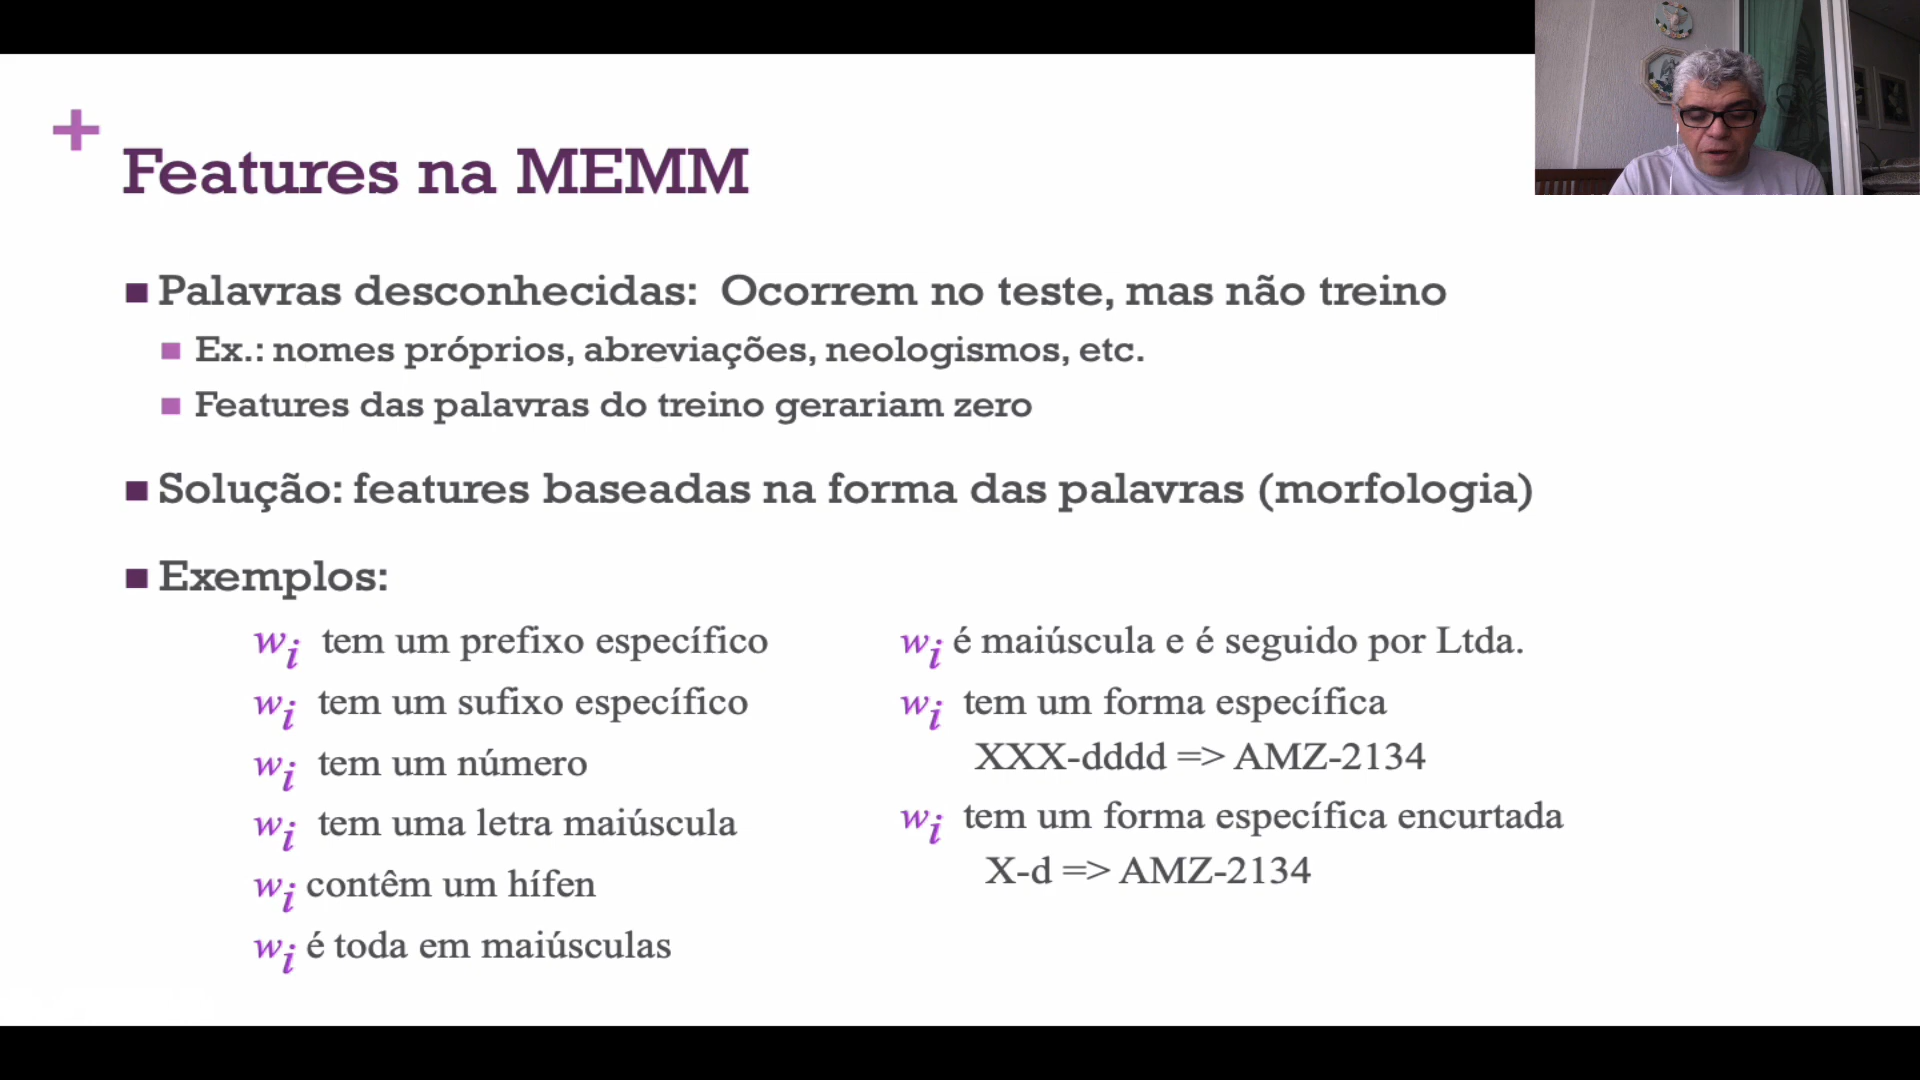 +
Features na MEMM
Palavras desconhecidas: Ocorrem no teste, mas não treino
Ex.: nomes próprios, abreviações, neologismos, etc.
Features das palavras do treino gerariam zero
Solução: features baseadas na forma das palavras (morfologia)
Exemplos:
wi tem um prefixo específico
wi tem um sufixo específico
wi tem um número
wi tem uma letra maiúscula
wi contêm um hífen
wi é toda em maiúsculas
wi é maiúscula e é seguido por Ltda.
wi tem um forma específica
XXX-dddd => AMZ-2134
wi tem um forma específica encurtada
X-d => AMZ-2134